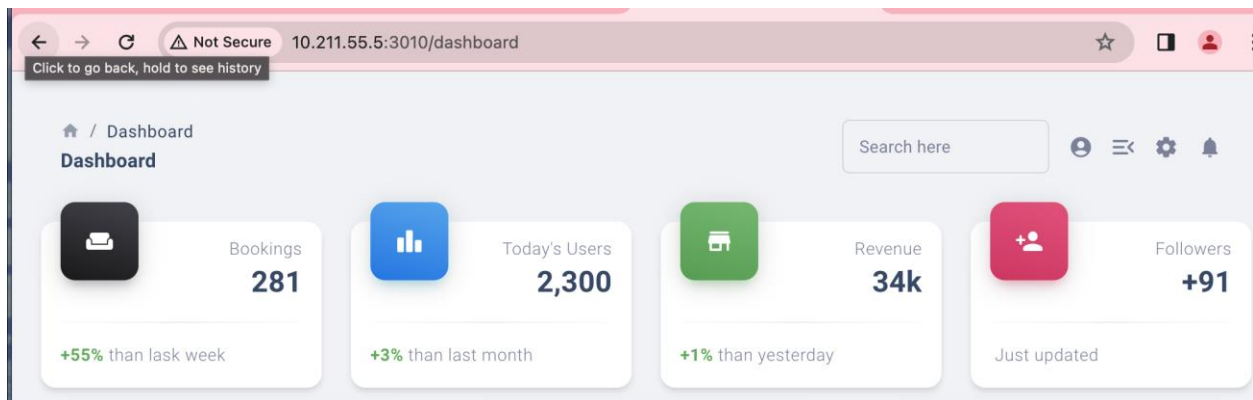 Not Secure 10.211.55.5:3010/dashboard
Click to go back, hold to see history
/ Dashboard
Dashboard
Search here
Bookings
281
+55% than lask week
Today's Users
2,300
+3% than last month
Revenue
34k
+1% than yesterday
Followers
+91
Just updated